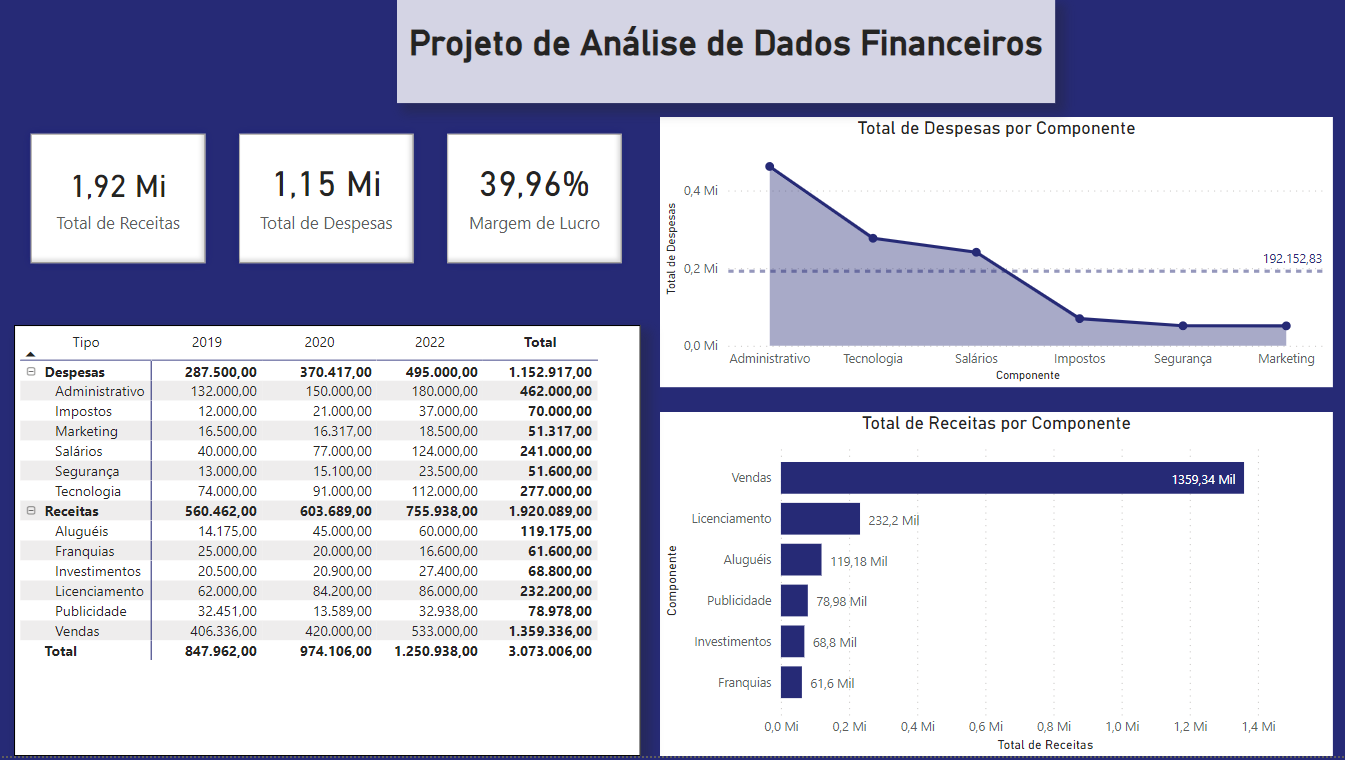 Projeto de Análise de Dados Financeiros
1,92 Mi
Total de Receitas
1,15 Mi
Total de Despesas
39,96%
Margem de Lucro
Total de Despesas por Componente
Total de Despesas
0,4 Mi
0,2 Mi
0,0 Mi
192.152,83
Administrativo Tecnologia Salários Impostos Segurança Marketing
Componente
Tipo 2019 2020 2022 Total
Despesas 287.500,00 370.417,00 495.000,00 1.152.917,00
Administrativo 132.000,00 150.000,00 180.000,00 462.000,00
Impostos 12.000,00 21.000,00 37.000,00 70.000,00
Marketing 16.500,00 16.317,00 18.500,00 51.317,00
Salários 40.000,00 77.000,00 124.000,00 241.000,00
Segurança 13.000,00 15.100,00 23.500,00 51.600,00
Tecnologia 74.000,00 91.000,00 112.000,00 277.000,00
Receitas 560.462,00 603.689,00 755.938,00 1.920.089,00
Aluguéis 14.175,00 45.000,00 60.000,00 119.175,00
Franquias 25.000,00 20.000,00 16.600,00 61.600,00
Investimentos 20.500,00 20.900,00 27.400,00 68.800,00
Licenciamento 62.000,00 84.200,00 86.000,00 232.200,00
Publicidade 32.451,00 13.589,00 32.938,00 78.978,00
Vendas 406.336,00 420.000,00 533.000,00 1.359.336,00
Total 847.962,00 974.106,00 1.250.938,00 3.073.006,00
Total de Receitas por Componente
Componente
Vendas 1359,34 Mil
Licenciamento 232,2 Mil
Aluguéis 119,18 Mil
Publicidade 78,98 Mil
Investimentos 68,8 Mil
Franquias 61,6 Mil
0,0 Mi 0,2 Mi 0,4 Mi 0,6 Mi 0,8 Mi 1,0 Mi 1,2 Mi 1,4 Mi
Total de Receitas